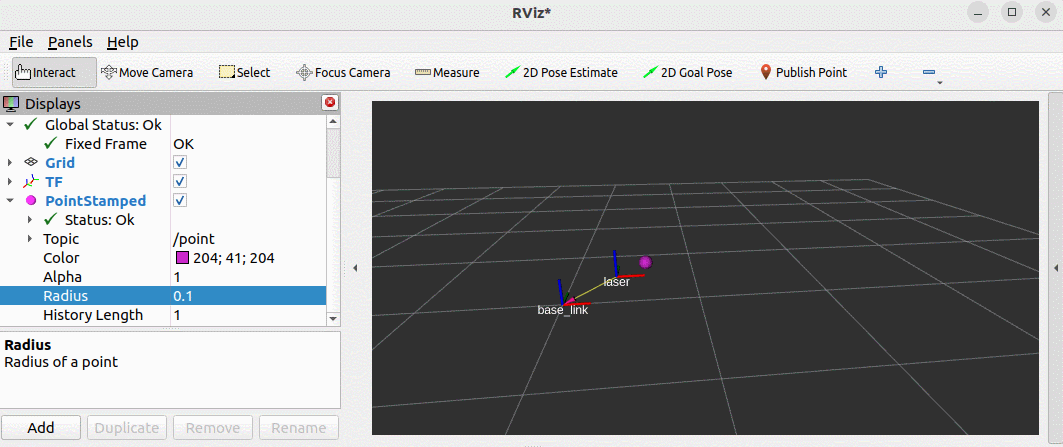 RViz*
File Panels Help
Interact Move Camera Select Focus Camera Measure 2D Pose Estimate 2D Goal Pose Publish Point
Displays
Global Status: Ok
Fixed Frame OK
Grid
TF
PointStamped
Status: Ok
Topic /point
Color 204; 41; 204
Alpha 1
Radius 0.1
History Length 1
Radius
Radius of a point
Add Duplicate Remove Rename
laser
base_link